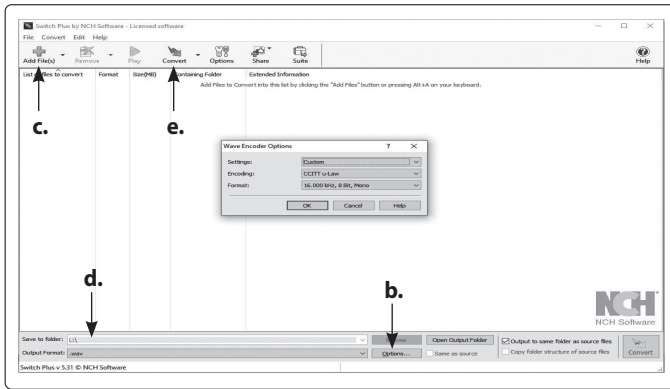 Switch Plus by NCH Software - Licensed software
File Convert Edit Help
Add File(s) Remove Play Convert Options Share Suite Help
List of files to convert Format Size(MB) Containing Folder Extended Information
Add Files to Convert into this list by clicking the "Add Files" button or pressing Alt+A on your keyboard.
c.
e.
Wave Encoder Options ? ×
Settings: Custom
Encoding: CCITT u-Law
Format: 16.000 kHz, 8 Bit, Mono
OK Cancel Help
d.
b.
NCH
NCH Software
Save to folder: L:\ Open Output Folder Output to same folder as source files
Output Format: .wav Options... Same as source Copy folder structure of source files Convert
Switch Plus v 5.31 © NCH Software